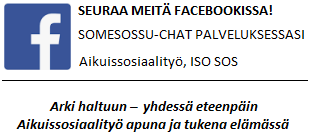 SEURAA MEITÄ FACEBOOKISSA!
SOMESOSSU-CHAT PALVELUKSESSASI
Aikuissosiaalityö, ISO SOS
Arki haltuun – yhdessä eteenpäin
Aikuissosiaalityö apuna ja tukena elämässä